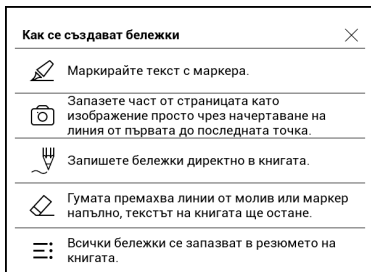 Как се създават бележки
Маркирайте текст с маркера.
Запазете част от страницата като
изображение просто чрез начертаване на
линия от първата до последната точка.
Запишете бележки директно в книгата.
Гумата премахва линии от молив или маркер
напълно, текстът на книгата ще остане.
Всички бележки се запазват в резюмето на
книгата.